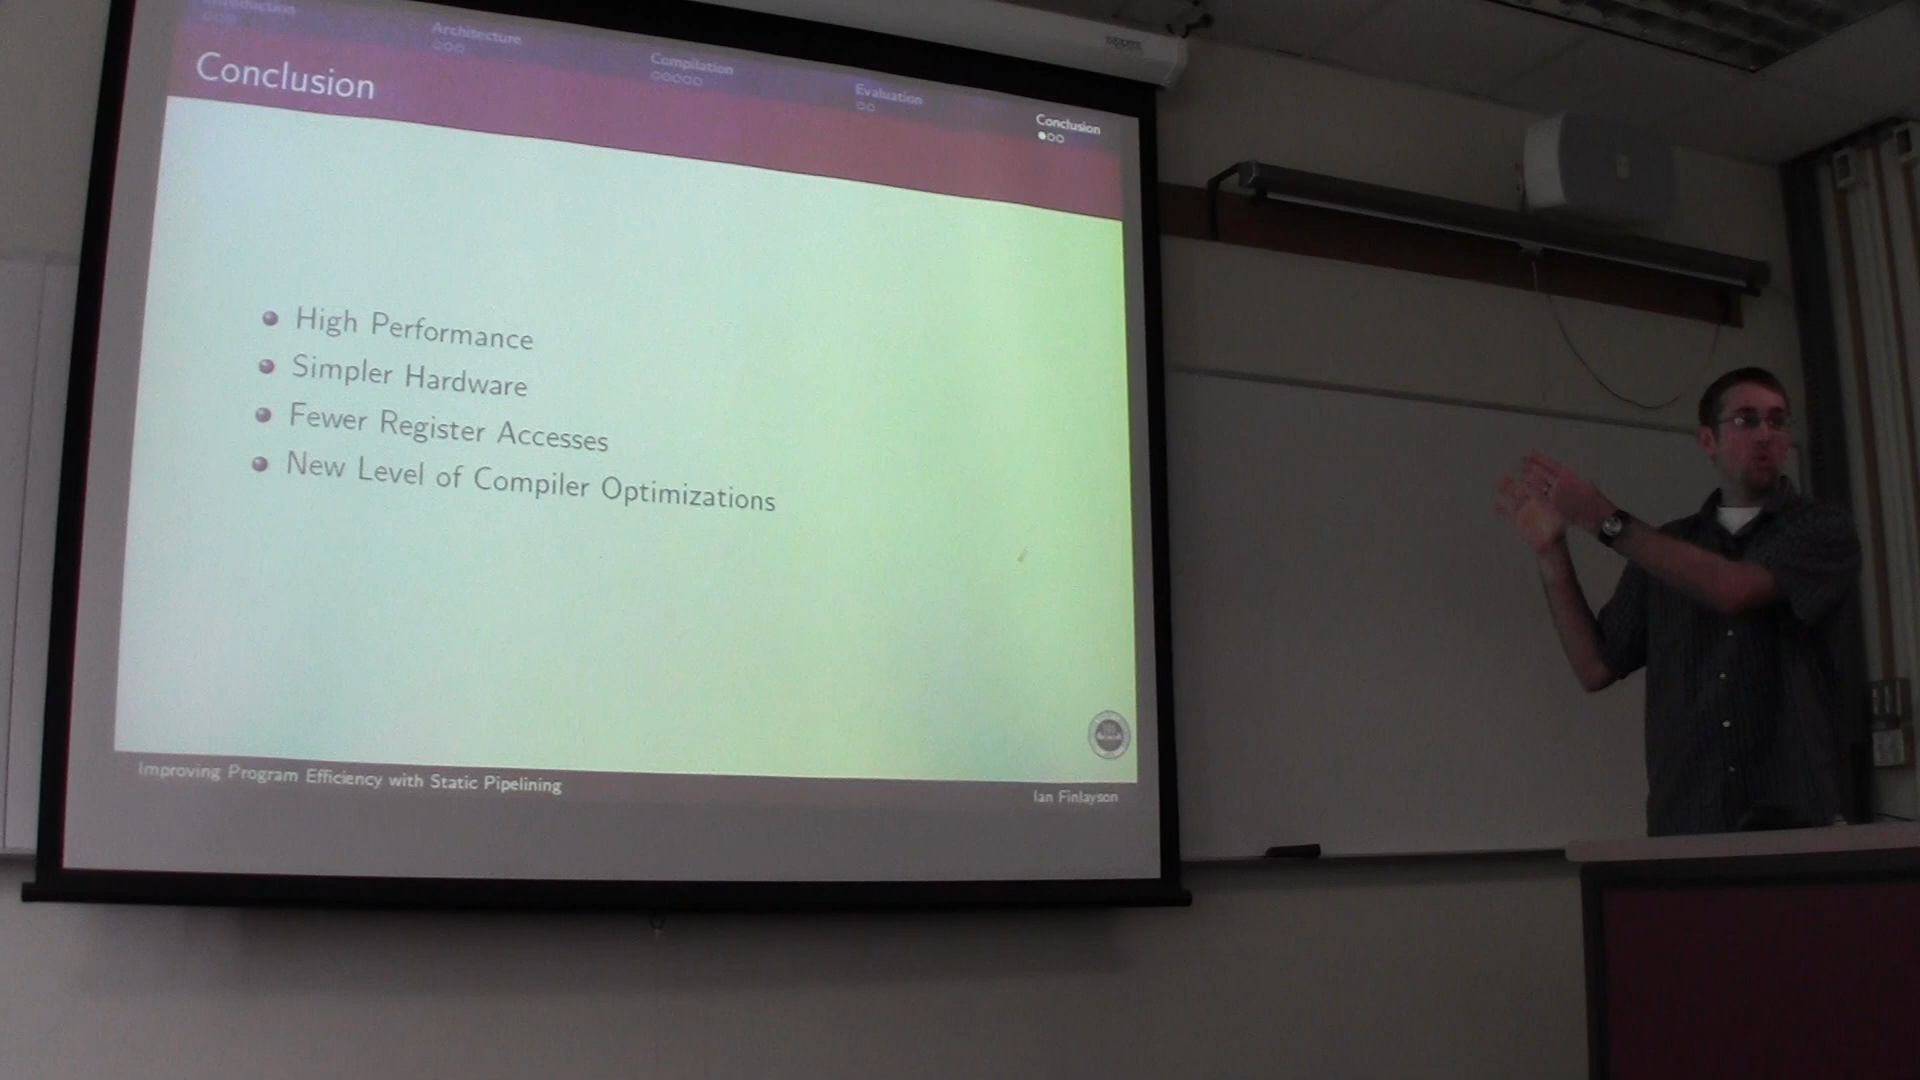 Introduction
Architecture
Compilation
Evaluation
Conclusion
Conclusion
High Performance
Simpler Hardware
Fewer Register Accesses
New Level of Compiler Optimizations
Improving Program Efficiency with Static Pipelining
Ian Finlayson